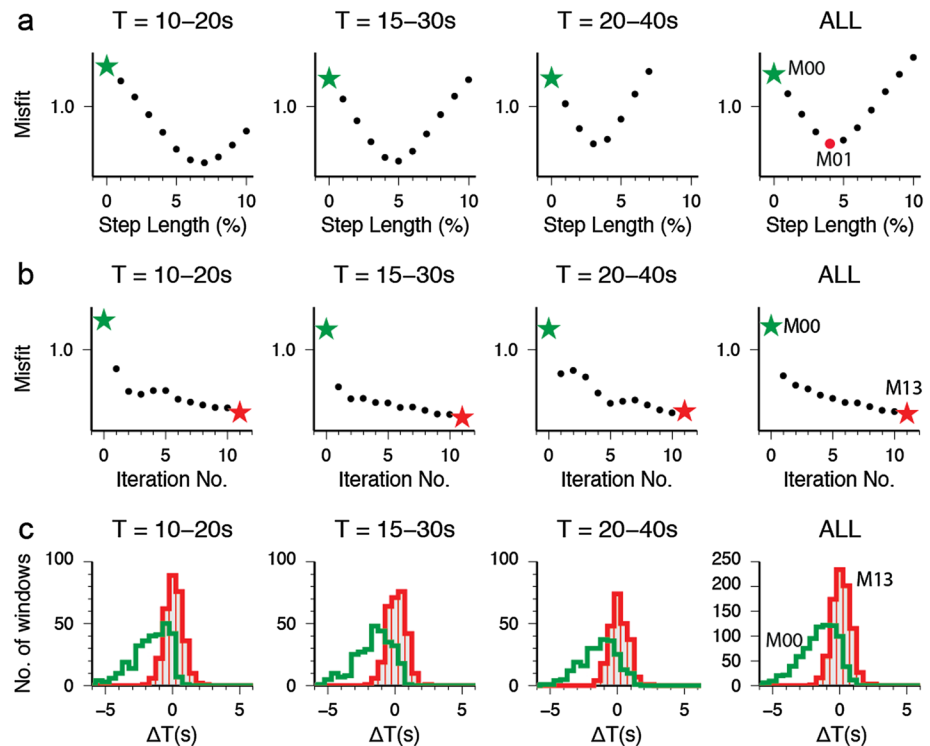 a T = 10–20s T = 15–30s T = 20–40s ALL
Misfit 1.0 1.0 1.0 1.0 M00 M01
0 5 10 0 5 10 0 5 10 0 5 10
Step Length (%) Step Length (%) Step Length (%) Step Length (%)
b T = 10–20s T = 15–30s T = 20–40s ALL
Misfit 1.0 1.0 1.0 M00 M13
0 5 10 0 5 10 0 5 10 0 5 10
Iteration No. Iteration No. Iteration No. Iteration No.
c T = 10–20s T = 15–30s T = 20–40s ALL
No. of windows
100 100 100 250
200 M13
50 50 50 150
100 M00
50
0 0 0 0
−5 0 5 −5 0 5 −5 0 5 −5 0 5
ΔT(s) ΔT(s) ΔT(s) ΔT(s)